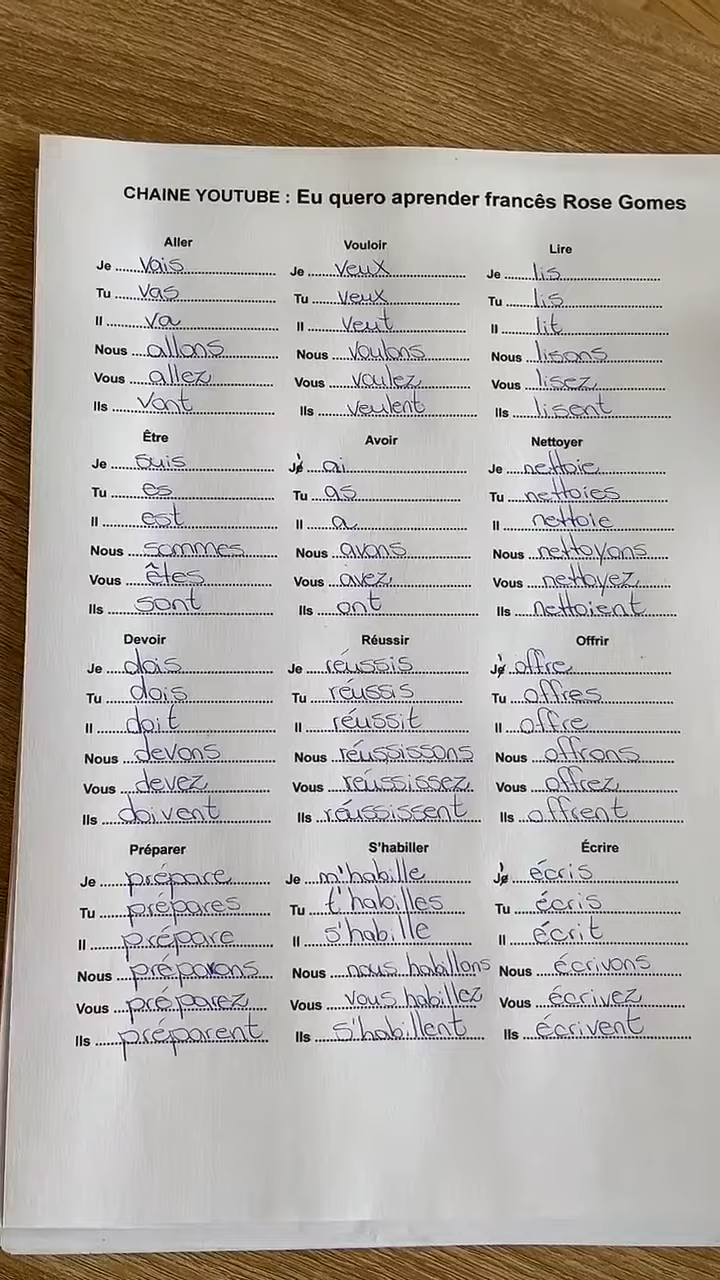 CHAINE YOUTUBE : Eu quero aprender francês Rose Gomes
Aller
Je vais
Tu vas
Il va
Nous allons
Vous allez
Ils vont
Vouloir
Je veux
Tu veux
Il veut
Nous voulons
Vous voulez
Ils veulent
Lire
Je lis
Tu lis
Il lit
Nous lisons
Vous lisez
Ils lisent
Être
Je suis
Tu es
Il est
Nous sommes
Vous êtes
Ils sont
Avoir
J' ai
Tu as
Il a
Nous avons
Vous avez
Ils ont
Nettoyer
Je nettoie
Tu nettoies
Il nettoie
Nous nettoyons
Vous nettoyez
Ils nettoient
Devoir
Je dois
Tu dois
Il doit
Nous devons
Vous devez
Ils doivent
Réussir
Je réussis
Tu réussis
Il réussit
Nous réussissons
Vous réussissez
Ils réussissent
Offrir
J' offre
Tu offres
Il offre
Nous offrons
Vous offrez
Ils offrent
Préparer
Je prépare
Tu prépares
Il prépare
Nous préparons
Vous préparez
Ils préparent
S'habiller
Je m'habille
Tu t'habilles
Il s'habille
Nous nous habillons
Vous vous habillez
Ils s'habillent
Écrire
J' écris
Tu écris
Il écrit
Nous écrivons
Vous écrivez
Ils écrivent